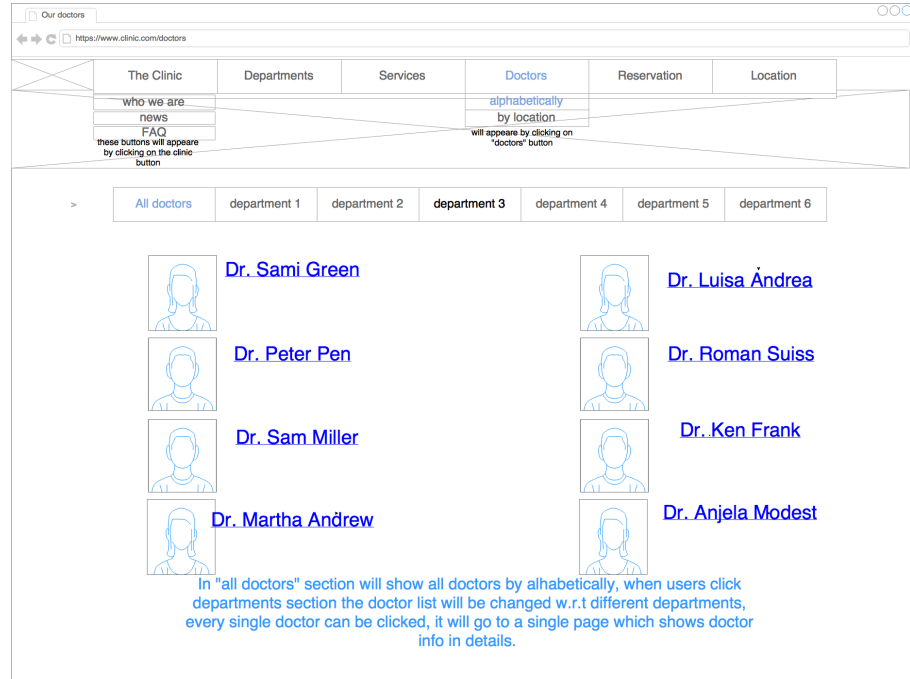 Our doctors
https://www.clinic.com/doctors
The Clinic
Departments
Services
Doctors
Reservation
Location
who we are
news
FAQ
these buttons will appeare
by clicking on the clinic
button
alphabetically
by location
will appeare by clicking on
"doctors" button
>
All doctors
department 1
department 2
department 3
department 4
department 5
department 6
Dr. Sami Green
Dr. Luisa Andrea
Dr. Peter Pen
Dr. Roman Suiss
Dr. Sam Miller
Dr. Ken Frank
Dr. Martha Andrew
Dr. Anjela Modest
In "all doctors" section will show all doctors by alhabetically, when users click
departments section the doctor list will be changed w.r.t different departments,
every single doctor can be clicked, it will go to a single page which shows doctor
info in details.